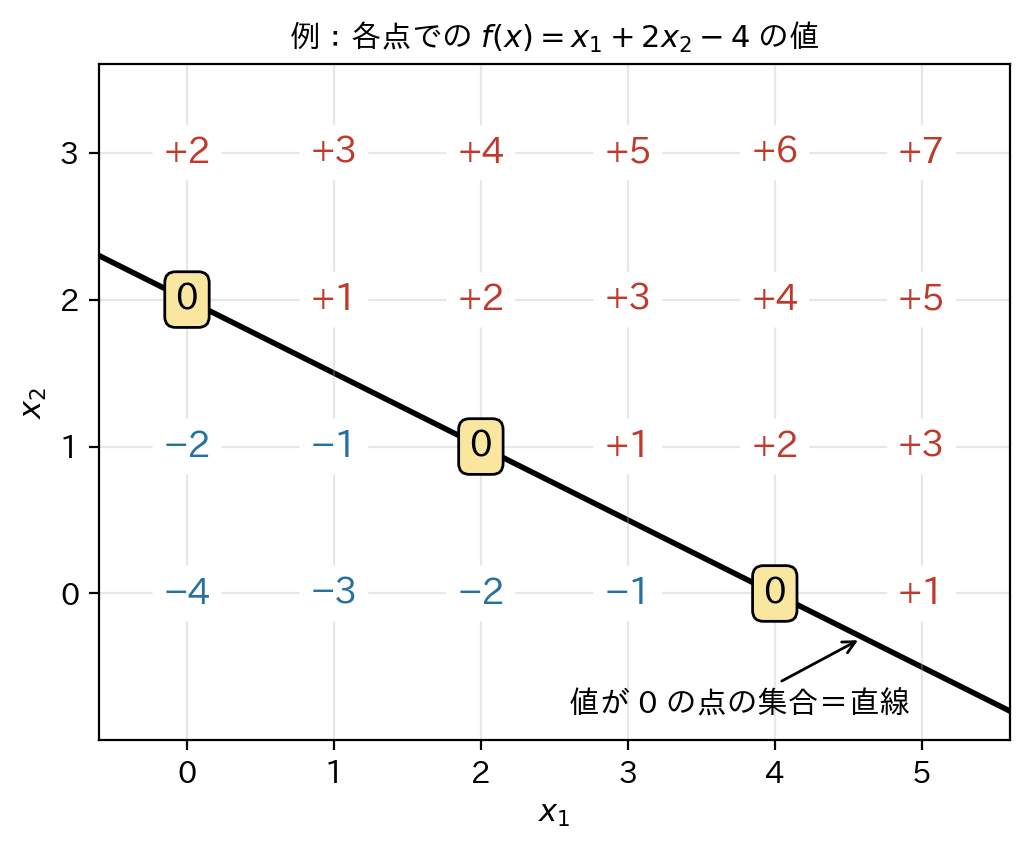 例：各点での f(x) = x₁ + 2x₂ − 4 の値
3 +2 +3 +4 +5 +6 +7
2 0 +1 +2 +3 +4 +5
1 −2 −1 0 +1 +2 +3
0 −4 −3 −2 −1 0 +1
値が 0 の点の集合＝直線
0 1 2 3 4 5
x₁
x₂